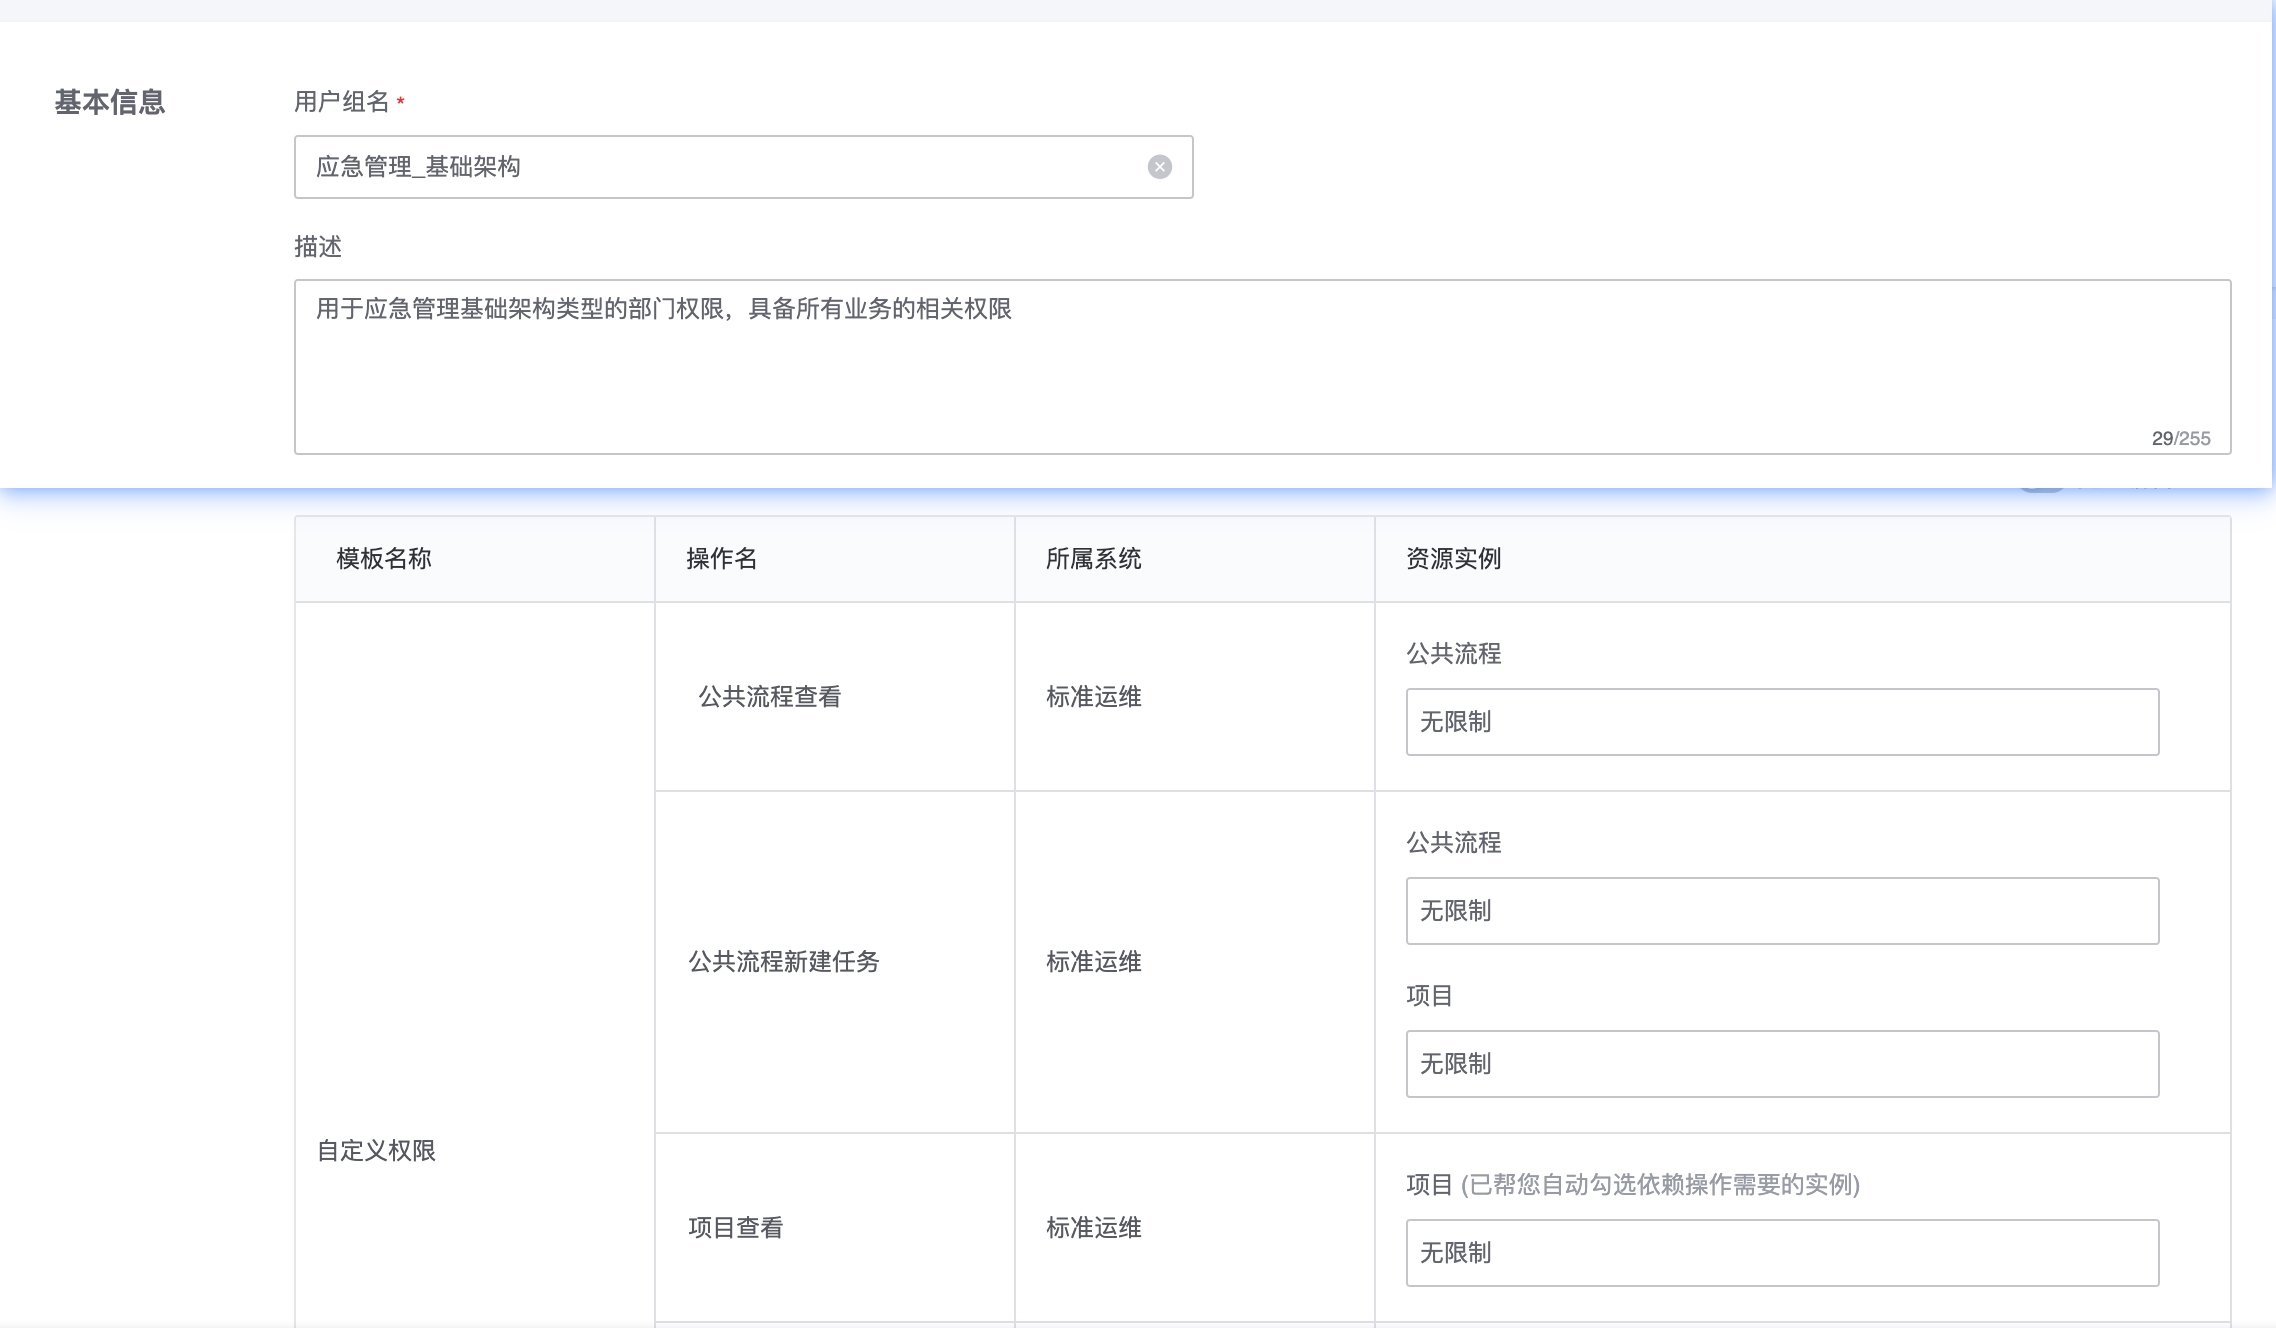 基本信息
用户组名 *
应急管理_基础架构
描述
用于应急管理基础架构类型的部门权限，具备所有业务的相关权限
29/255
模板名称 操作名 所属系统 资源实例
公共流程
公共流程查看 标准运维
无限制
公共流程
无限制
公共流程新建任务 标准运维
项目
无限制
自定义权限
项目 (已帮您自动勾选依赖操作需要的实例)
项目查看 标准运维
无限制